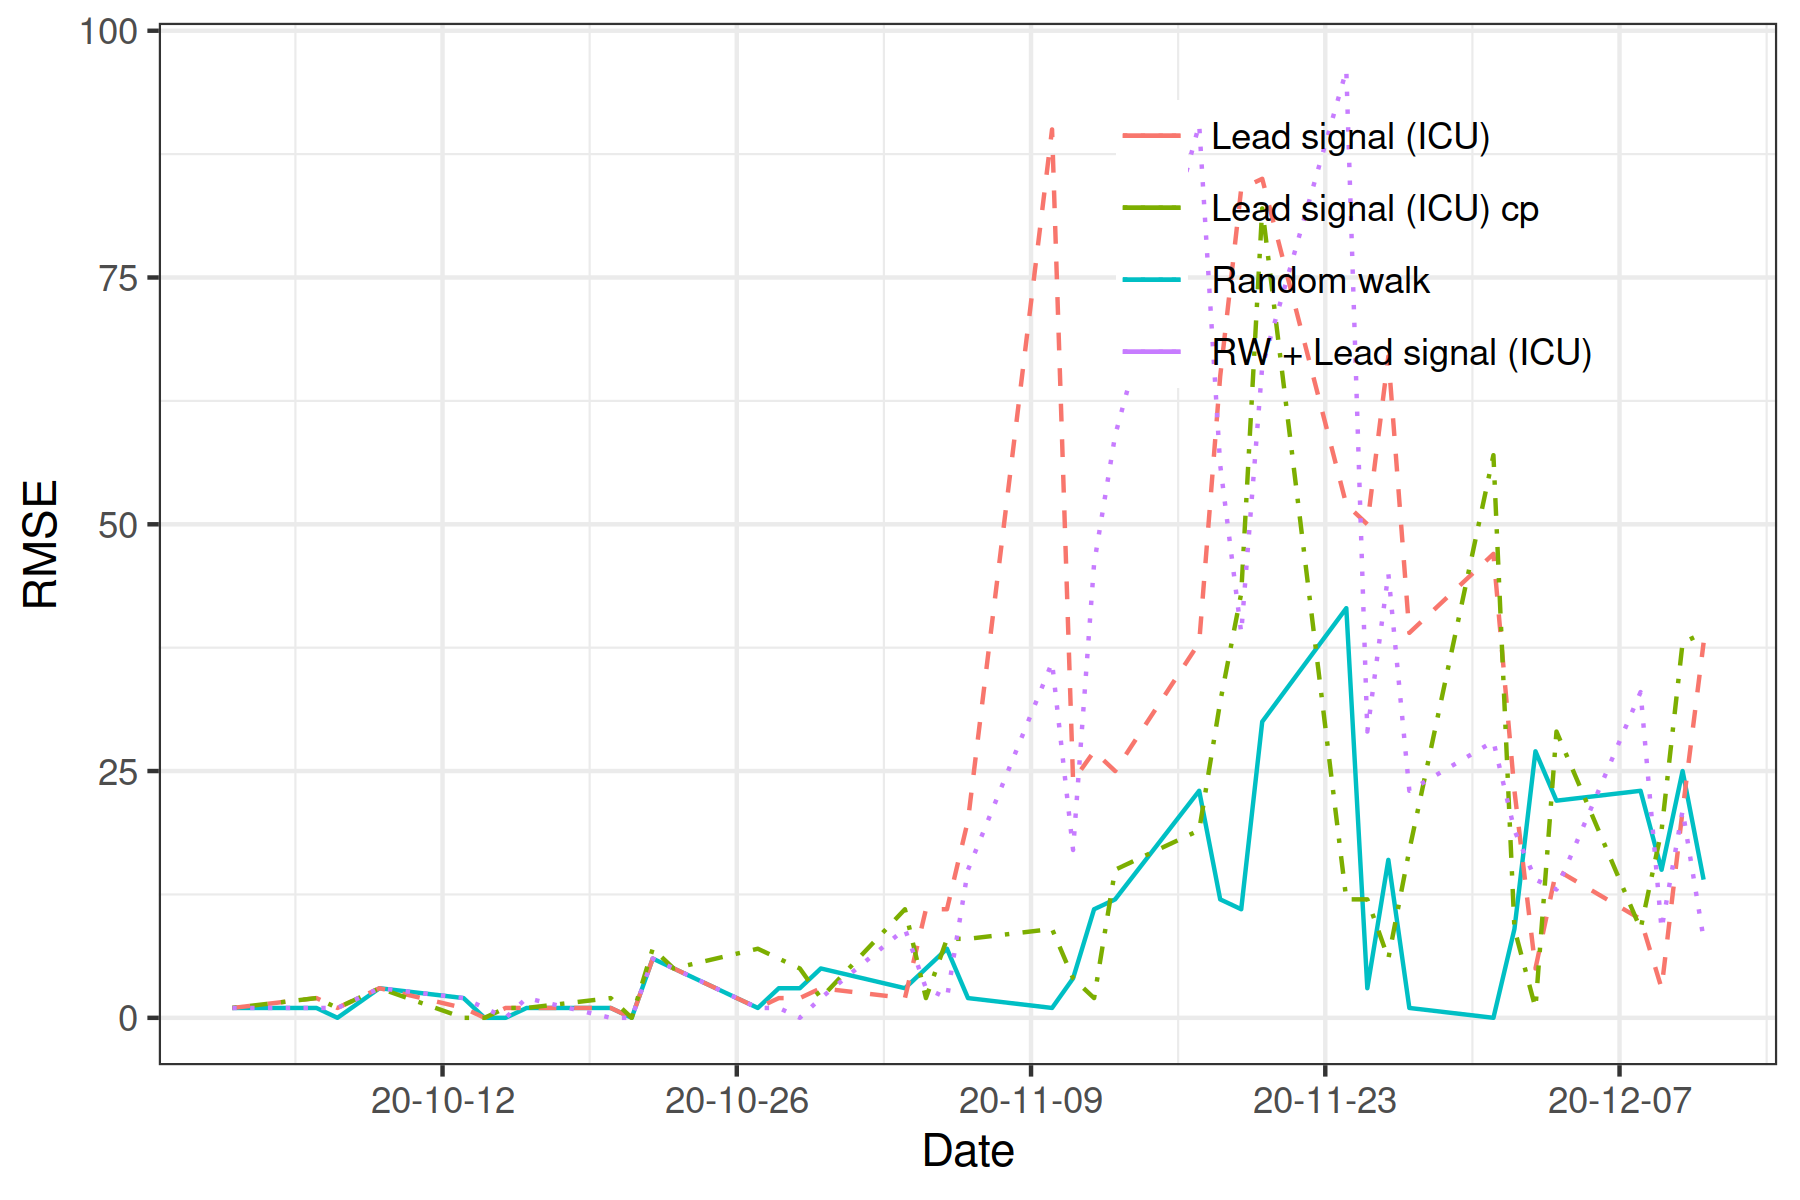 100
75
50
25
0
RMSE
Lead signal (ICU)
Lead signal (ICU) cp
Random walk
RW + Lead signal (ICU)
20-10-12
20-10-26
20-11-09
20-11-23
20-12-07
Date